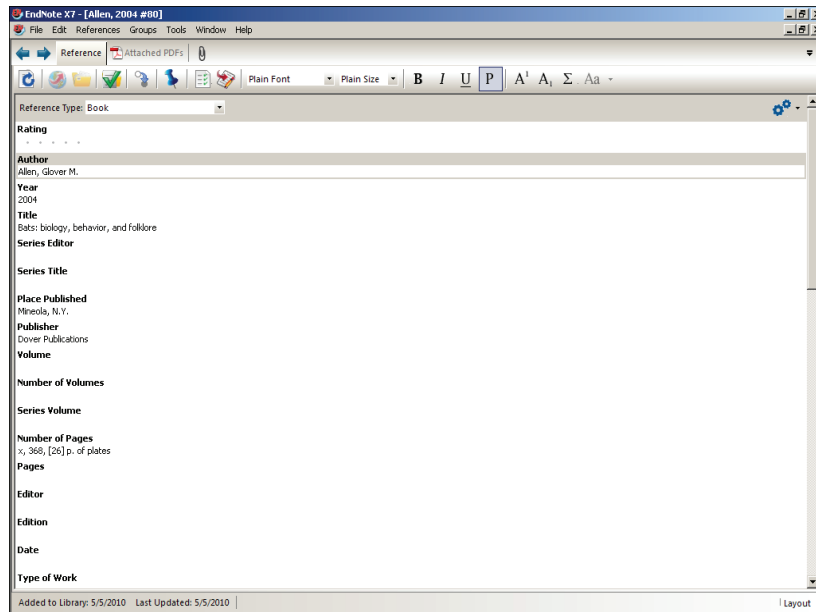 EndNote X7 - [Allen, 2004 #80]
File Edit References Groups Tools Window Help
Reference Attached PDFs
Plain Font Plain Size B I U P A¹ A₁ Σ Aa
Reference Type: Book
Rating
Author
Allen, Glover M.
Year
2004
Title
Bats: biology, behavior, and folklore
Series Editor
Series Title
Place Published
Mineola, N.Y.
Publisher
Dover Publications
Volume
Number of Volumes
Series Volume
Number of Pages
x, 368, [26] p. of plates
Pages
Editor
Edition
Date
Type of Work
Added to Library: 5/5/2010 Last Updated: 5/5/2010 Layout